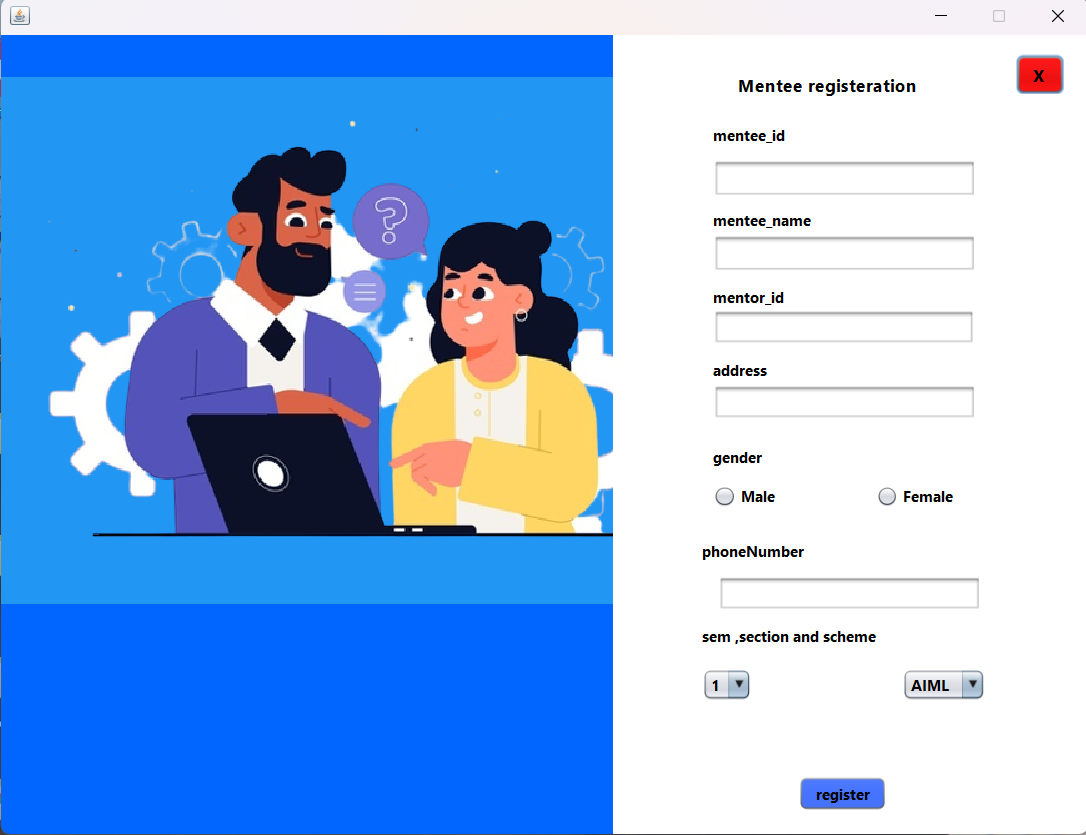 X
Mentee registeration
mentee_id
mentee_name
mentor_id
address
gender
Male Female
phoneNumber
sem ,section and scheme
1 AIML
register
?